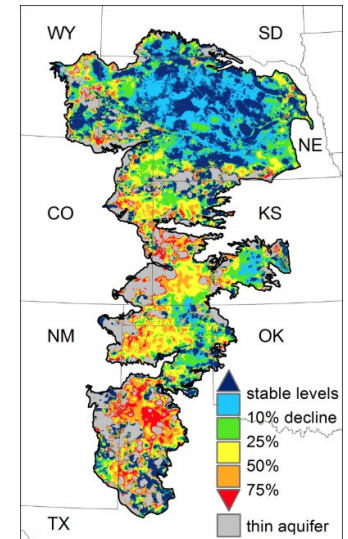 WY
SD
NE
CO
KS
NM
OK
stable levels
10% decline
25%
50%
75%
thin aquifer
TX